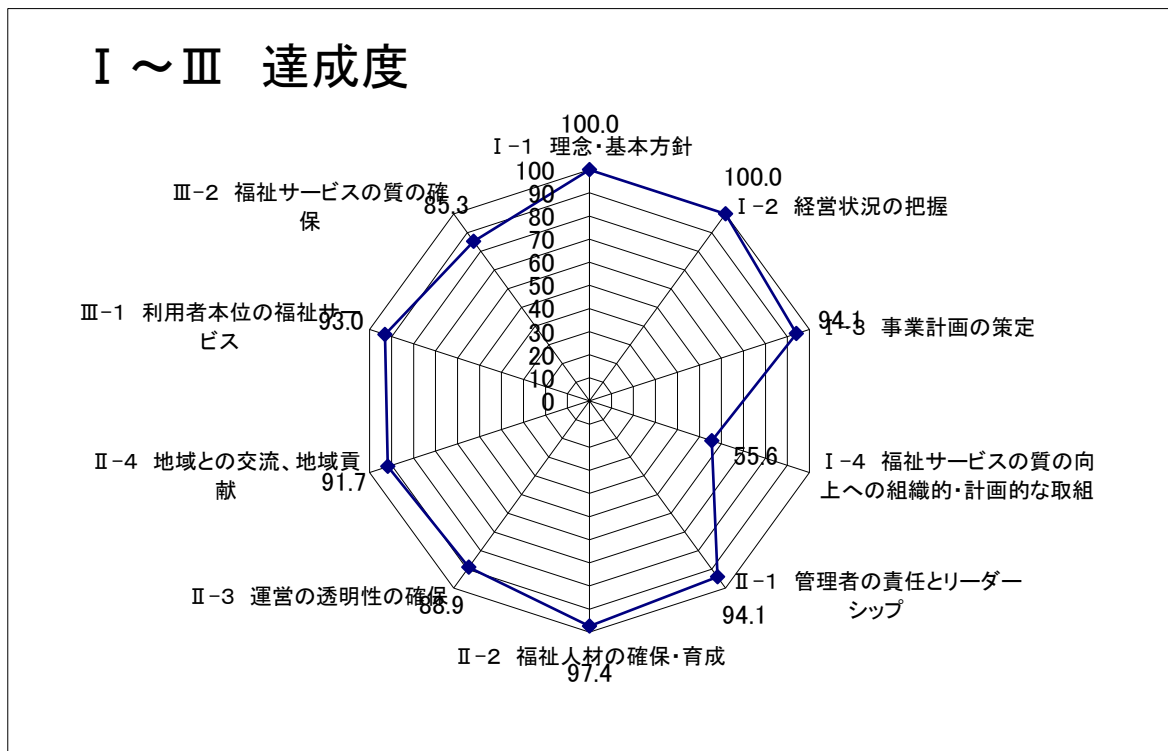 Ⅰ～Ⅲ 達成度
100.0
Ⅰ-1 理念・基本方針
100.0
Ⅰ-2 経営状況の把握
94.1
Ⅰ-3 事業計画の策定
55.6
Ⅰ-4 福祉サービスの質の向
上への組織的・計画的な取組
Ⅱ-1 管理者の責任とリーダー
シップ
94.1
Ⅱ-2 福祉人材の確保・育成
97.4
Ⅱ-3 運営の透明性の確保
88.9
Ⅱ-4 地域との交流、地域貢
献
91.7
Ⅲ-1 利用者本位の福祉サー
ビス
93.0
Ⅲ-2 福祉サービスの質の確
保
85.3
100
90
80
70
60
50
40
30
20
10
0